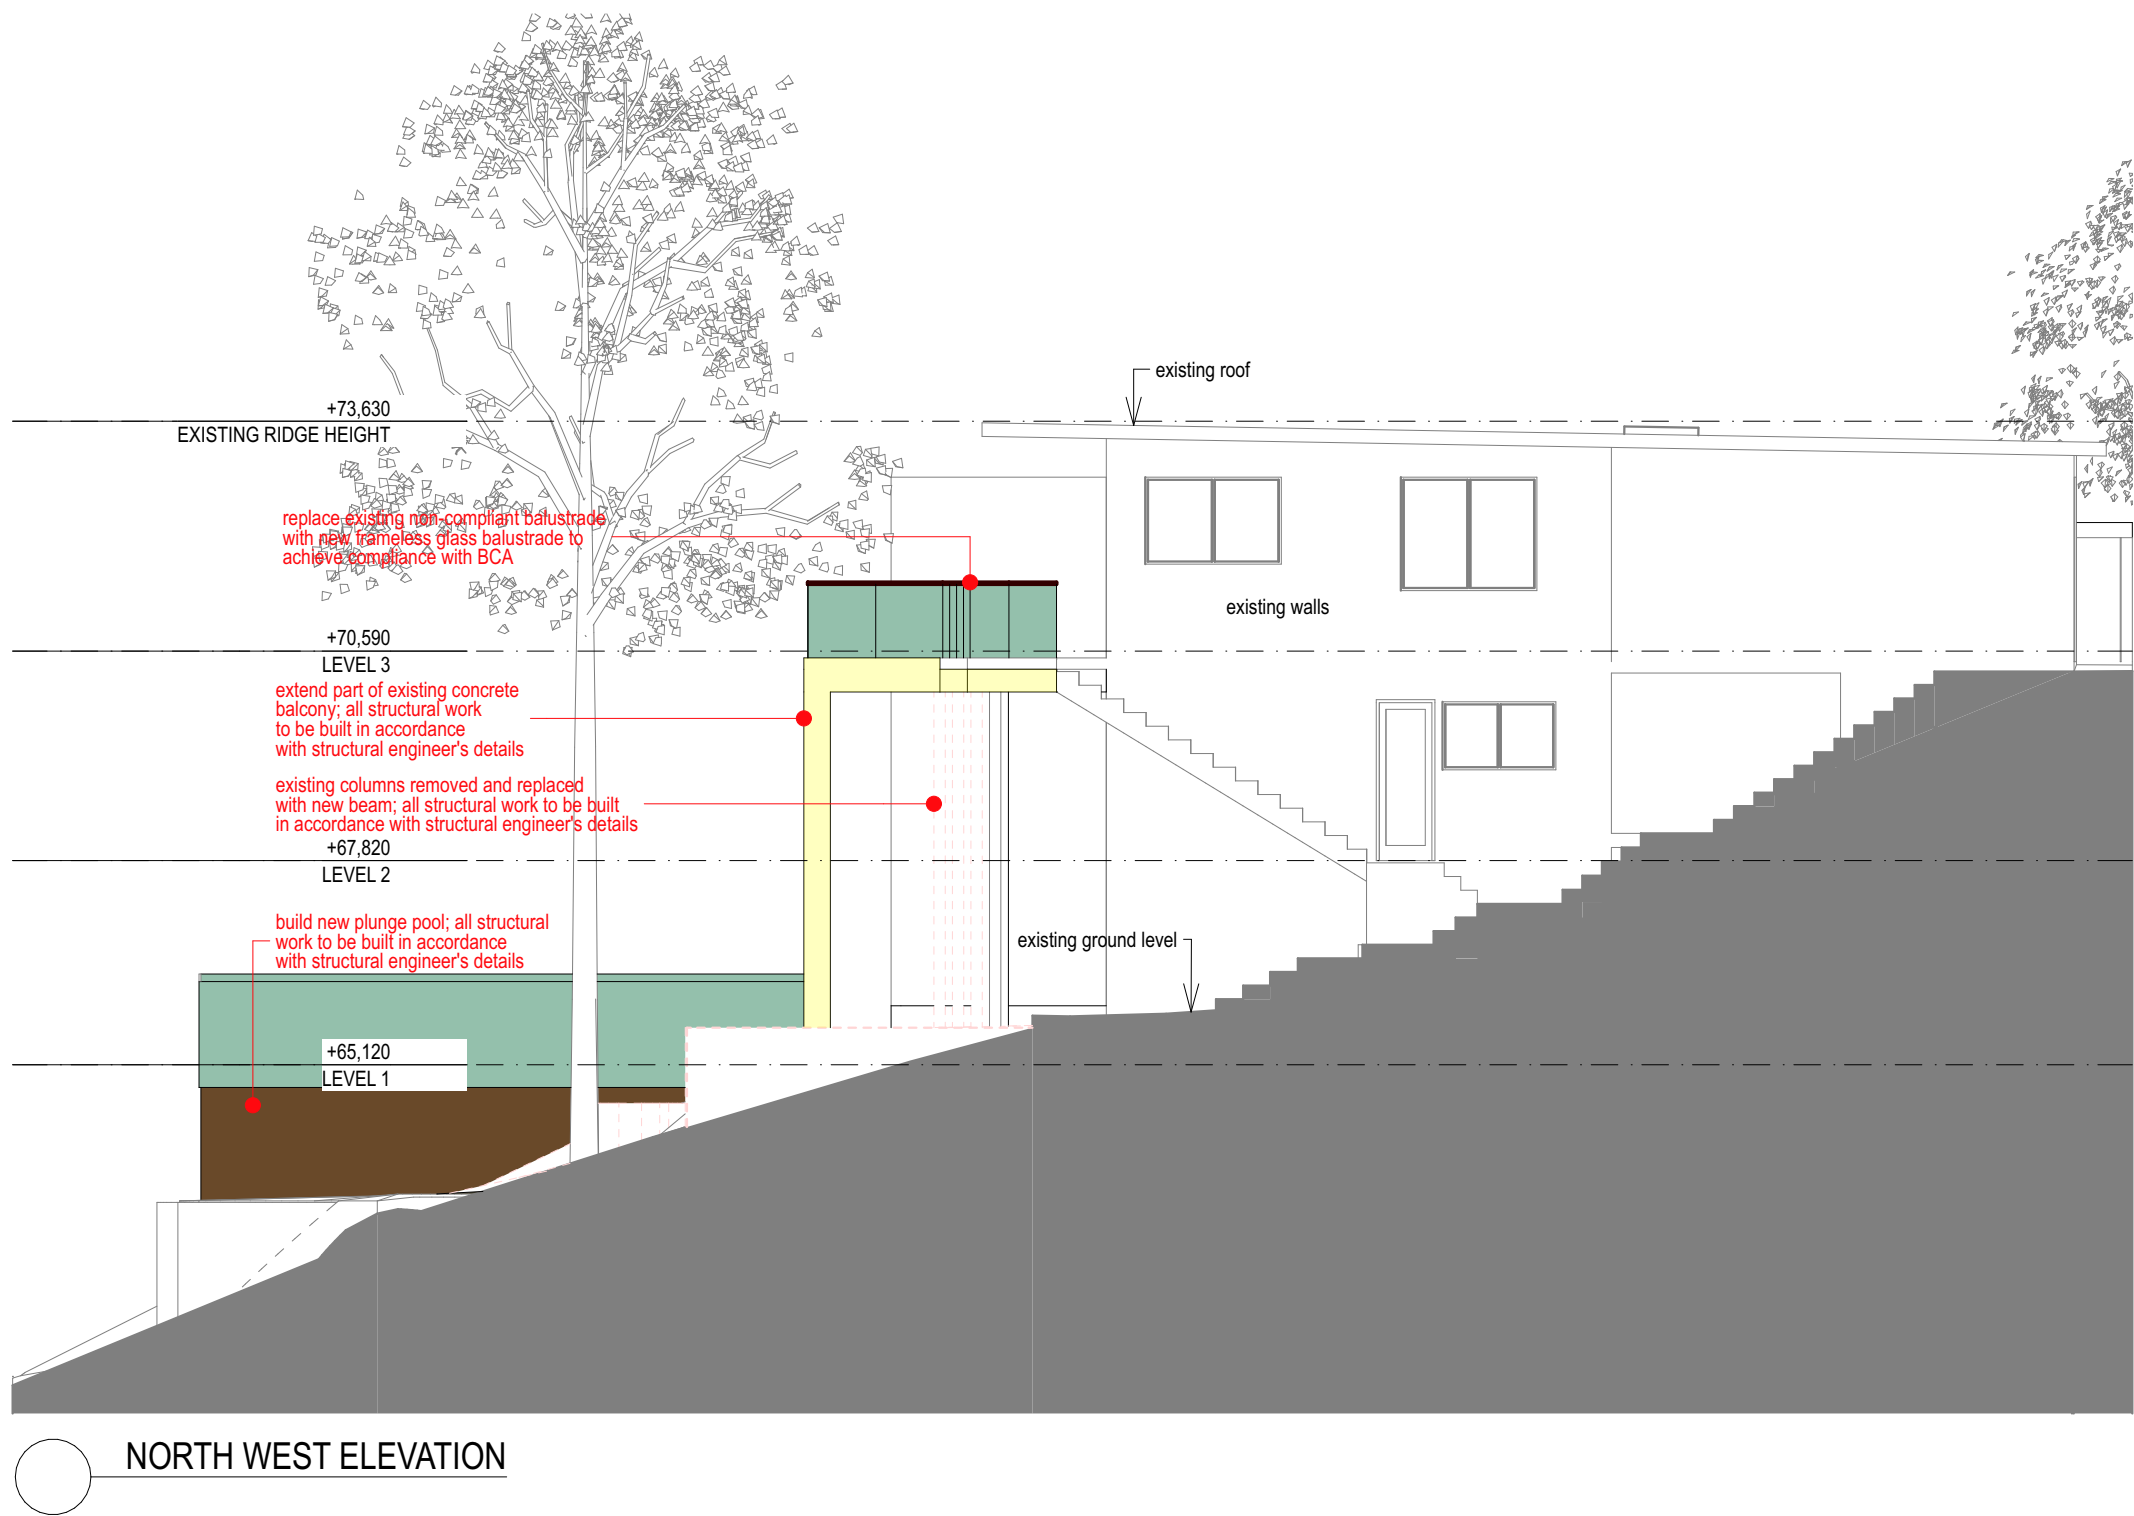 existing roof
+73,630
EXISTING RIDGE HEIGHT
replace existing non-compliant balustrade
with new frameless glass balustrade to
achieve compliance with BCA
existing walls
+70,590
LEVEL 3
extend part of existing concrete
balcony; all structural work
to be built in accordance
with structural engineer's details
existing columns removed and replaced
with new beam; all structural work to be built
in accordance with structural engineer's details
+67,820
LEVEL 2
build new plunge pool; all structural
work to be built in accordance
with structural engineer's details
existing ground level
+65,120
LEVEL 1
NORTH WEST ELEVATION